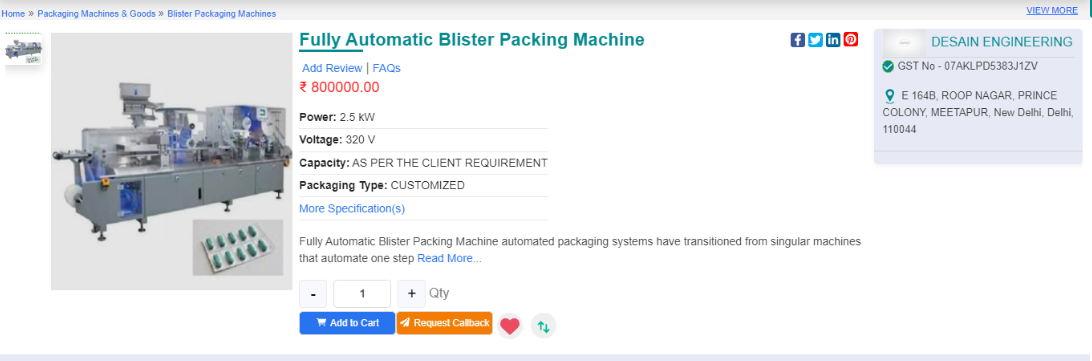 Home » Packaging Machines & Goods » Blister Packaging Machines
VIEW MORE
Fully Automatic Blister Packing Machine
Add Review | FAQs
₹ 800000.00
Power: 2.5 kW
Voltage: 320 V
Capacity: AS PER THE CLIENT REQUIREMENT
Packaging Type: CUSTOMIZED
More Specification(s)
Fully Automatic Blister Packing Machine automated packaging systems have transitioned from singular machines
that automate one step Read More...
- 1 + Qty
Add to Cart
Request Callback
DESAIN ENGINEERING
GST No - 07AKLPD5383J1ZV
E 164B, ROOP NAGAR, PRINCE
COLONY, MEETAPUR, New Delhi, Delhi,
110044